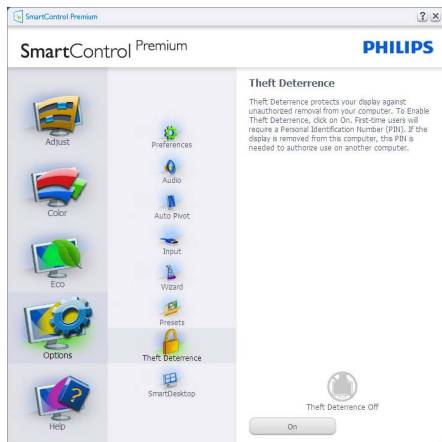 SmartControl Premium
? X
SmartControl Premium
PHILIPS
Adjust
Color
Eco
Options
Help
Preferences
Audio
Auto Pivot
Input
Wizard
Presets
Theft Deterrence
SmartDesktop
Theft Deterrence
Theft Deterrence protects your display against
unauthorized removal from your computer. To Enable
Theft Deterrence, click on On. First-time users will
require a Personal Identification Number (PIN). If the
display is removed from this computer, this PIN is
needed to authorize use on another computer.
Theft Deterrence Off
On